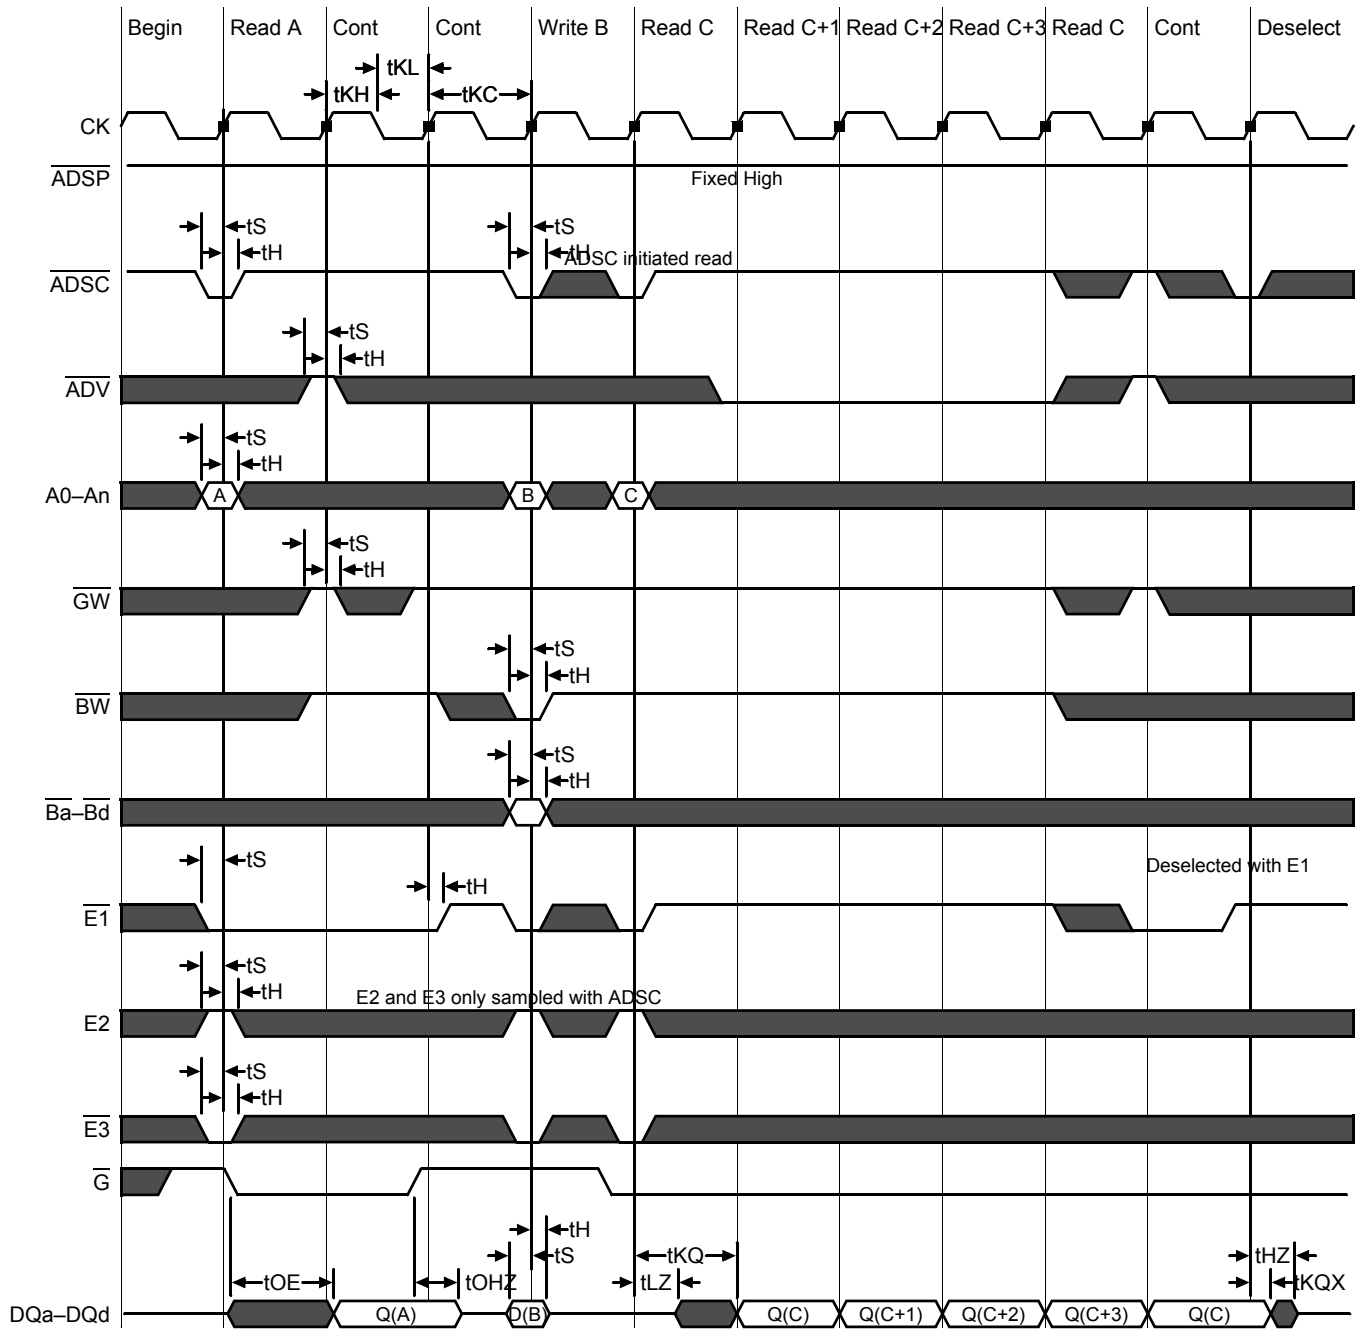 Begin Read A Cont Cont Write B Read C Read C+1 Read C+2 Read C+3 Read C Cont Deselect
tKL
tKH tKC
CK
ADSP
Fixed High
tS tS
tH tH
ADSC initiated read
ADSC
tS
tH
ADV
tS
tH
A0–An A B C
tS
tH
GW
tS
tH
BW
tS
tH
Ba–Bd
tS
Deselected with E1
tH
E1
tS
tH
E2 and E3 only sampled with ADSC
E2
tS
tH
E3
G
tH
tS tKQ tHZ
tOE tOHZ tLZ tKQX
DQa–DQd Q(A) D(B) Q(C) Q(C+1) Q(C+2) Q(C+3) Q(C)